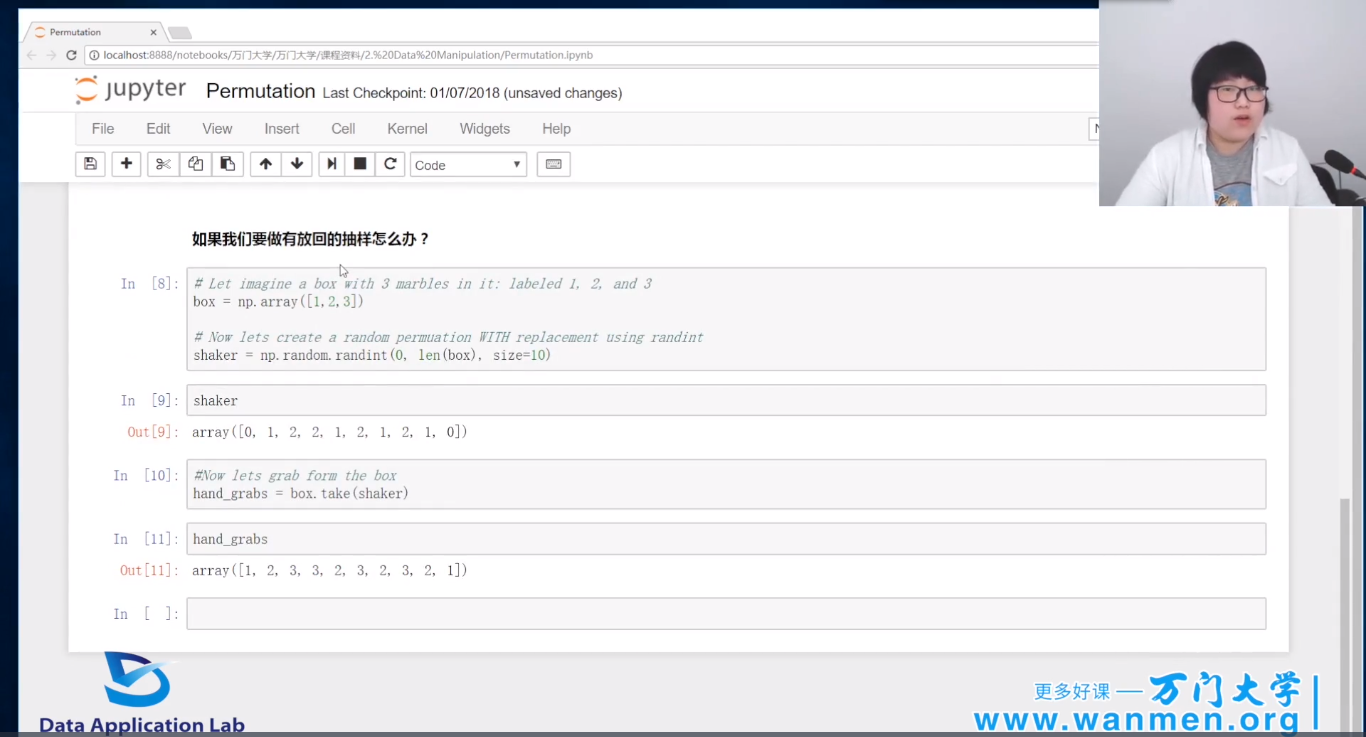 Permutation
localhost:8888/notebooks/万门大学/万门大学/课程资料/2.%20Data%20Manipulation/Permutation.ipynb
jupyter Permutation Last Checkpoint: 01/07/2018 (unsaved changes)
File Edit View Insert Cell Kernel Widgets Help
Code
如果我们要做有放回的抽样怎么办？
In [8]: # Let imagine a box with 3 marbles in it: labeled 1, 2, and 3
box = np.array([1,2,3])
# Now lets create a random permuation WITH replacement using randint
shaker = np.random.randint(0, len(box), size=10)
In [9]: shaker
Out[9]: array([0, 1, 2, 2, 1, 2, 1, 2, 1, 0])
In [10]: #Now lets grab form the box
hand_grabs = box.take(shaker)
In [11]: hand_grabs
Out[11]: array([1, 2, 3, 3, 2, 3, 2, 3, 2, 1])
In [ ]:
更多好课 — 万门大学
Data Application Lab
www.wanmen.org